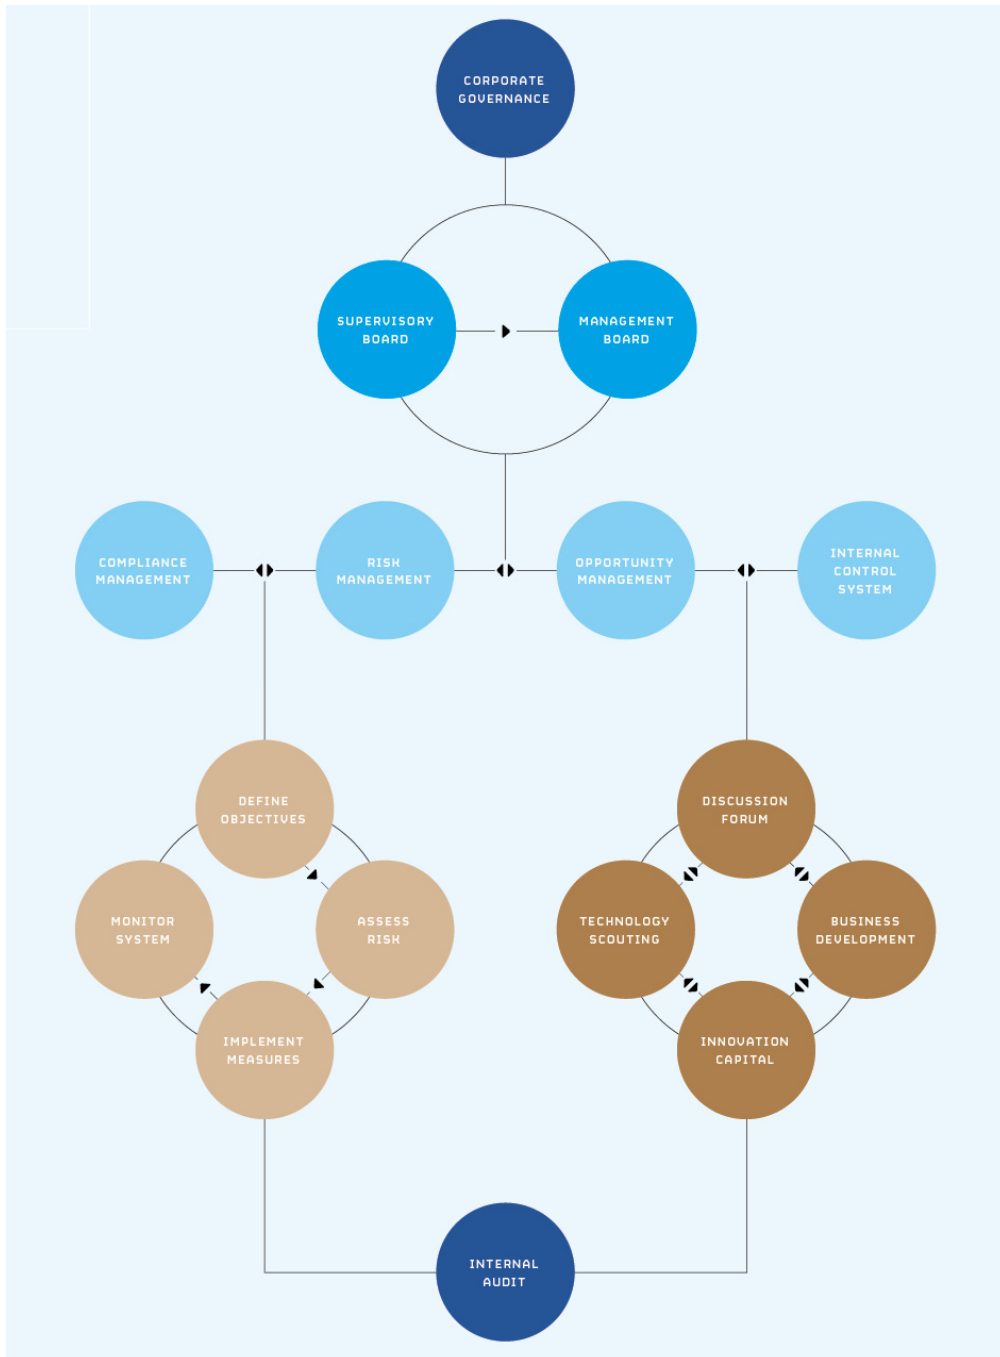 CORPORATE
GOVERNANCE
SUPERVISORY
BOARD
MANAGEMENT
BOARD
COMPLIANCE
MANAGEMENT
RISK
MANAGEMENT
OPPORTUNITY
MANAGEMENT
INTERNAL
CONTROL
SYSTEM
DEFINE
OBJECTIVES
DISCUSSION
FORUM
MONITOR
SYSTEM
ASSESS
RISK
TECHNOLOGY
SCOUTING
BUSINESS
DEVELOPMENT
IMPLEMENT
MEASURES
INNOVATION
CAPITAL
INTERNAL
AUDIT